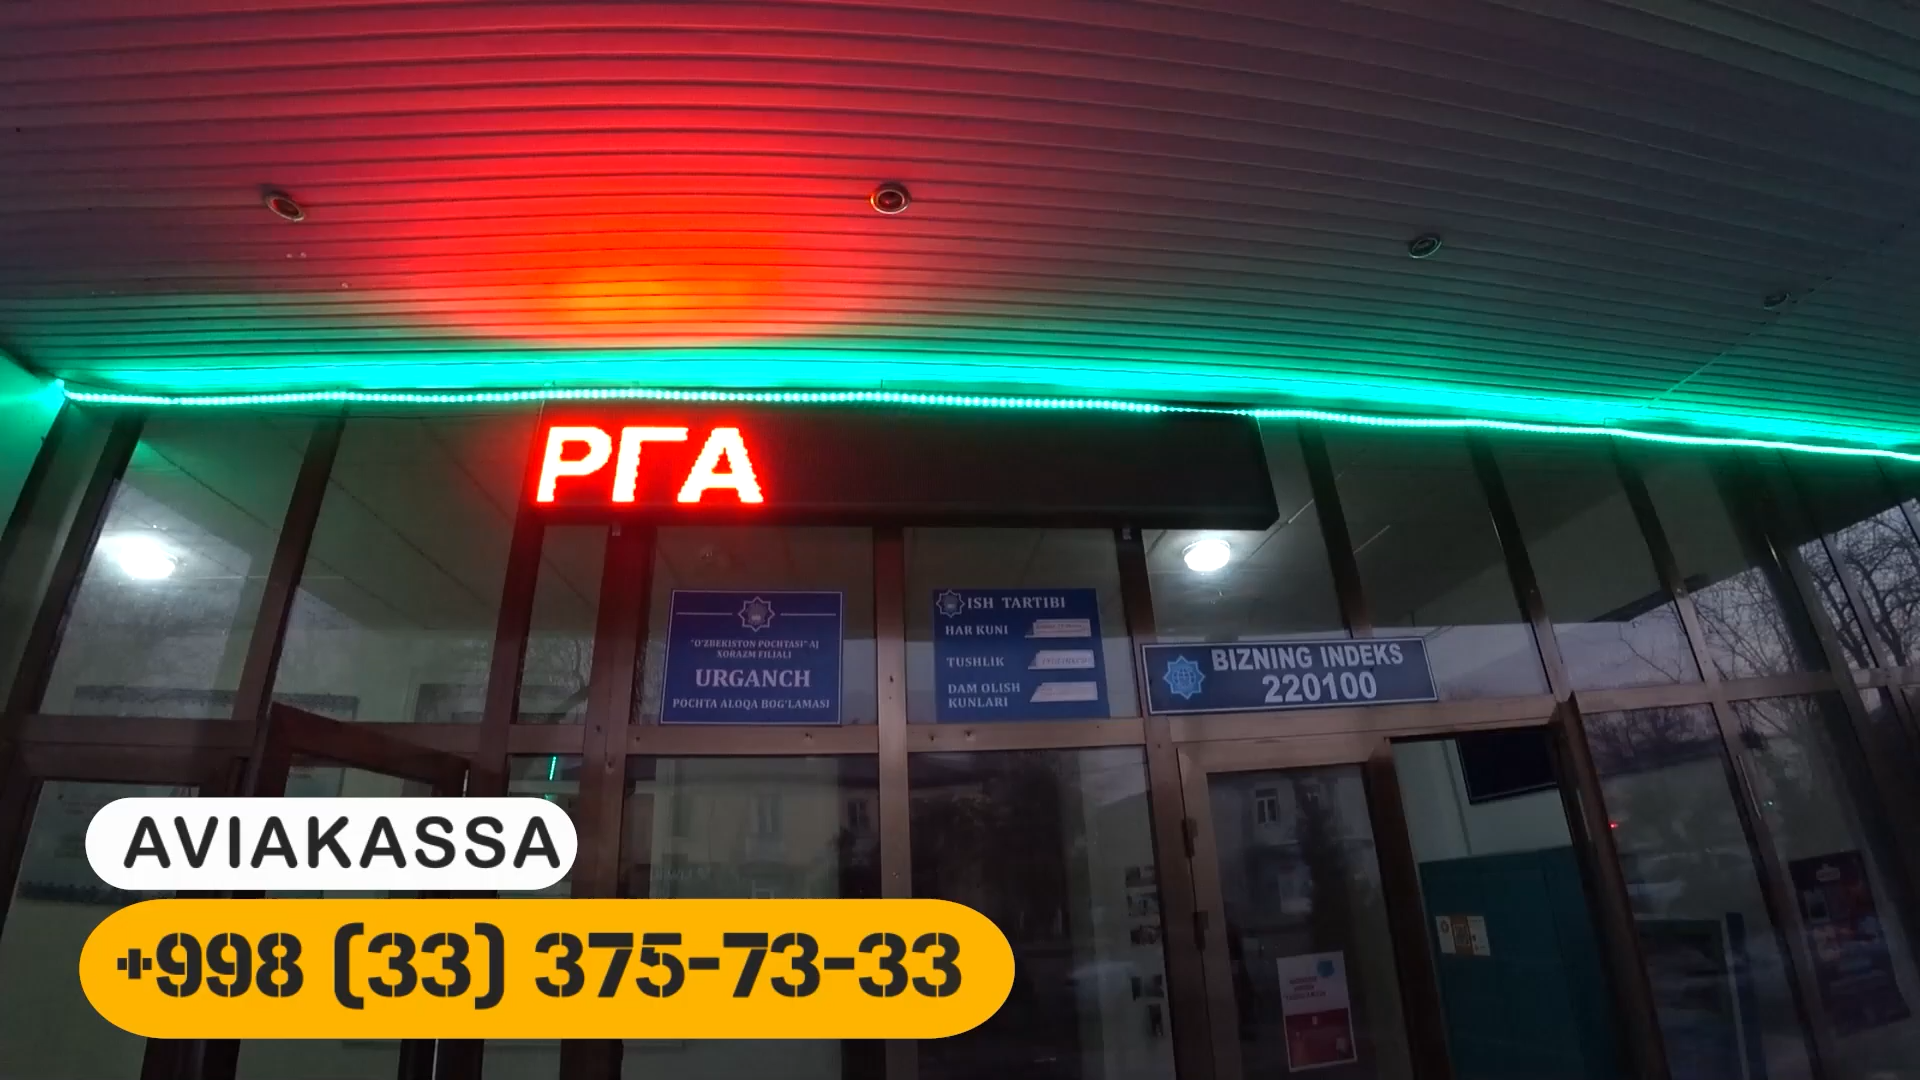 РГА
"O'ZBEKISTON POCHTASI" AJ
XORAZM FILIALI
URGANCH
POCHTA ALOQA BOG'LAMASI
ISH TARTIBI
HAR KUNI
TUSHLIK
DAM OLISH
KUNLARI
BIZNING INDEKS
220100
AVIAKASSA
+998 (33) 375-73-33